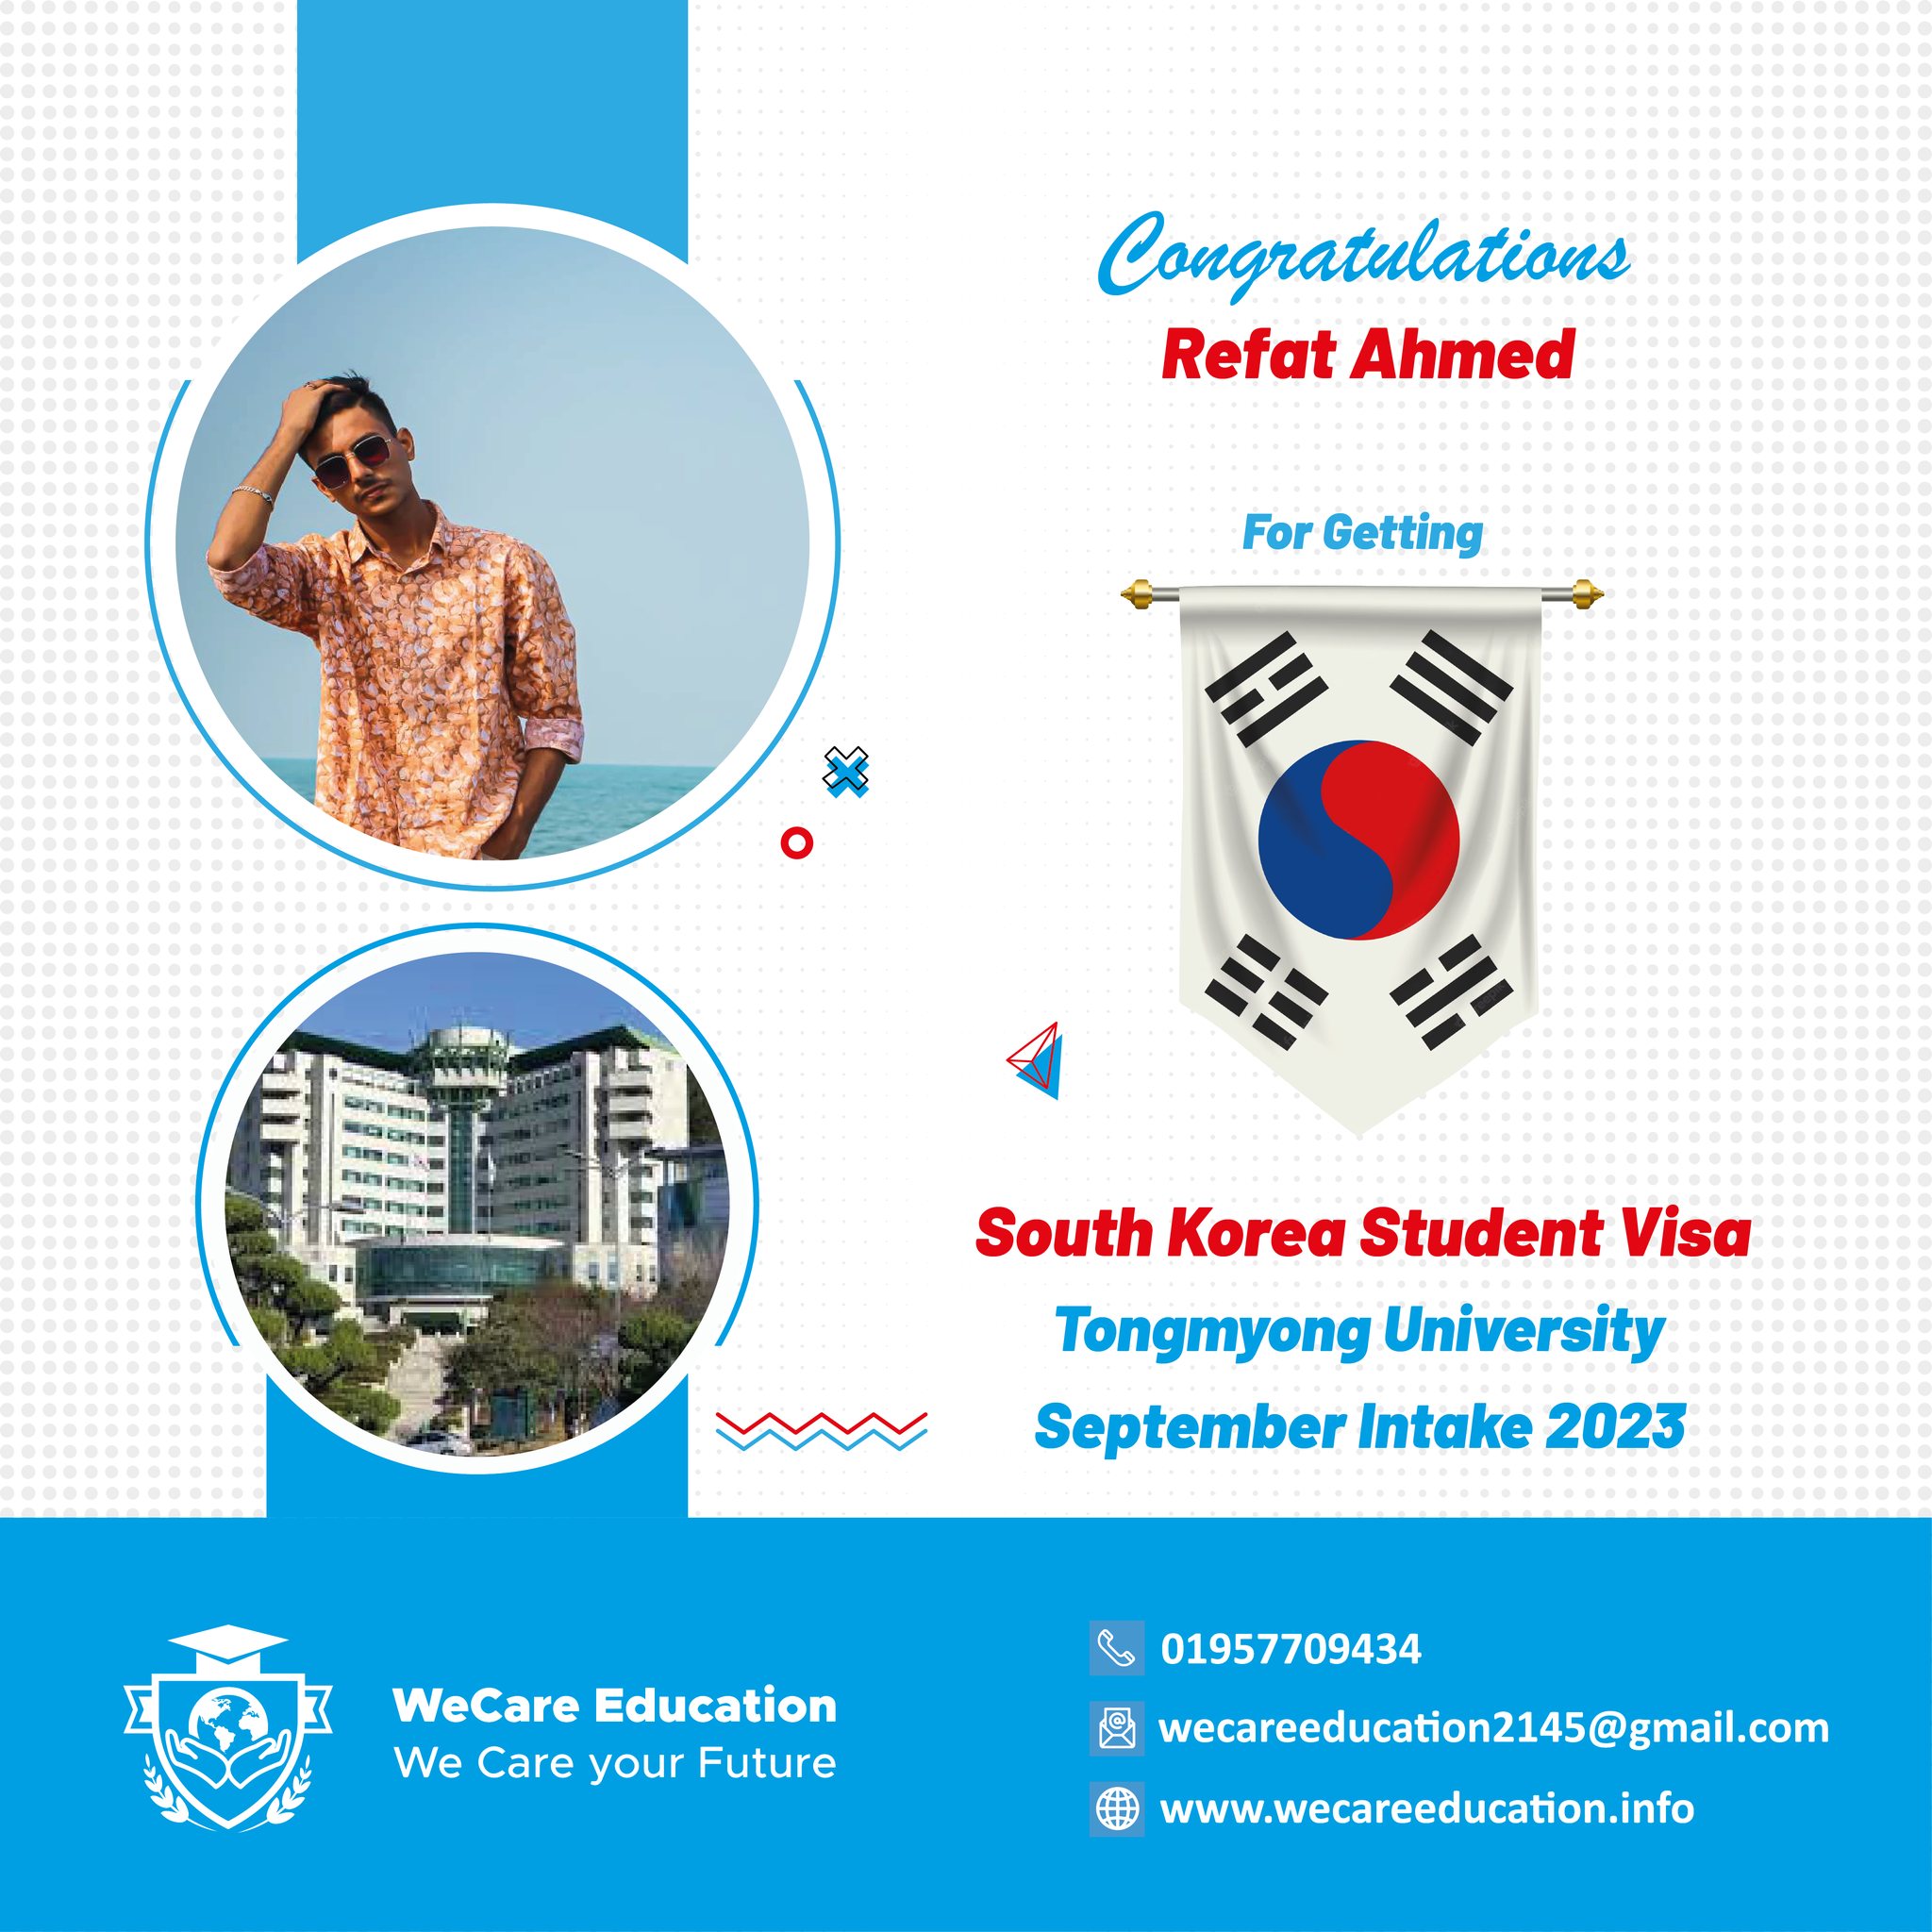 Congratulations
Refat Ahmed
For Getting
South Korea Student Visa
Tongmyong University
September Intake 2023
WeCare Education
We Care your Future
01957709434
wecareeducation2145@gmail.com
www.wecareeducation.info